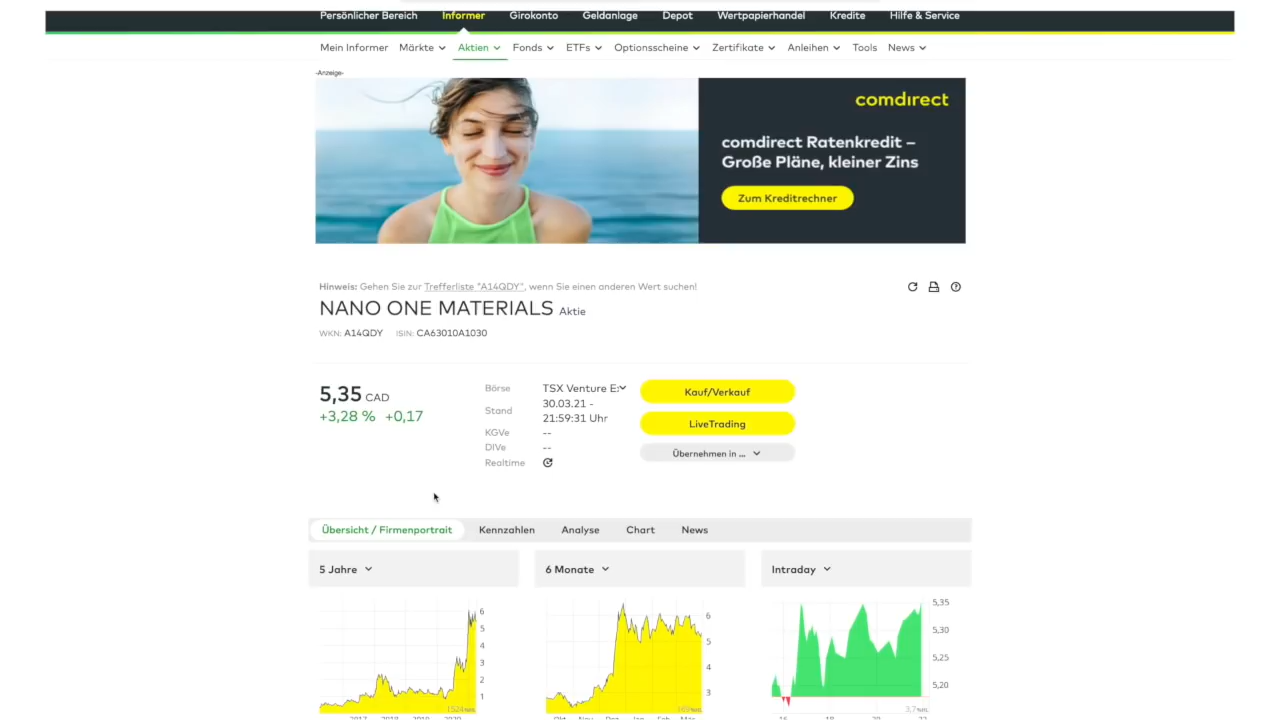 Persönlicher Bereich Informer Girokonto Geldanlage Depot Wertpapierhandel Kredite Hilfe & Service
Mein Informer Märkte Aktien Fonds ETFs Optionsscheine Zertifikate Anleihen Tools News
-Anzeige-
comdirect
comdirect Ratenkredit –
Große Pläne, kleiner Zins
Zum Kreditrechner
Hinweis: Gehen Sie zur Trefferliste "A14QDY", wenn Sie einen anderen Wert suchen!
NANO ONE MATERIALS Aktie
WKN: A14QDY ISIN: CA63010A1030
5,35 CAD
+3,28 % +0,17
Börse TSX Venture E
Stand 30.03.21 -
21:59:31 Uhr
KGVe --
DIVe --
Realtime
Kauf/Verkauf
LiveTrading
Übernehmen in ...
Übersicht / Firmenportrait Kennzahlen Analyse Chart News
5 Jahre 6 Monate Intraday
6
5
4
3
2
1
2017 2018 2019 2020
6
5
4
3
Okt Nov Dez Jan Feb Mär
5,35
5,30
5,25
5,20
16 18 20 22